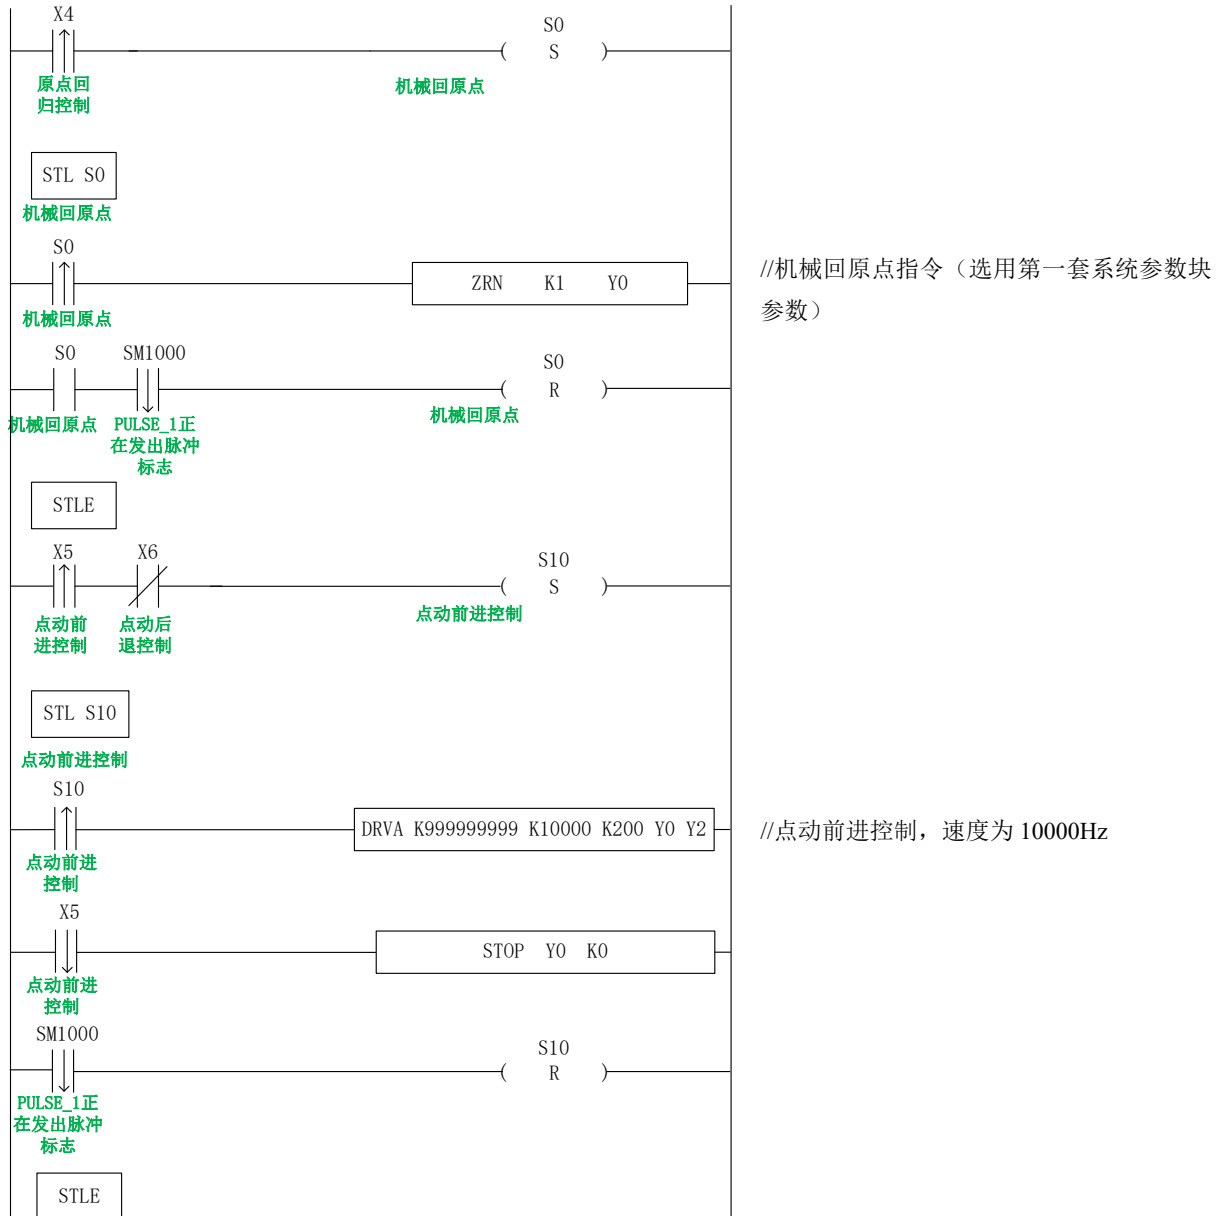 X4
S0
( S )
原点回
归控制
机械回原点
STL S0
机械回原点
S0
ZRN K1 Y0
//机械回原点指令（选用第一套系统参数块
参数）
机械回原点
S0 SM1000
S0
( R )
机械回原点
PULSE_1正
在发出脉冲
标志
机械回原点
STLE
X5 X6
S10
( S )
点动前
进控制
点动后
退控制
点动前进控制
STL S10
点动前进控制
S10
DRVA K999999999 K10000 K200 Y0 Y2
//点动前进控制，速度为 10000Hz
点动前进
控制
X5
STOP Y0 K0
点动前进
控制
SM1000
S10
( R )
PULSE_1正
在发出脉冲
标志
STLE